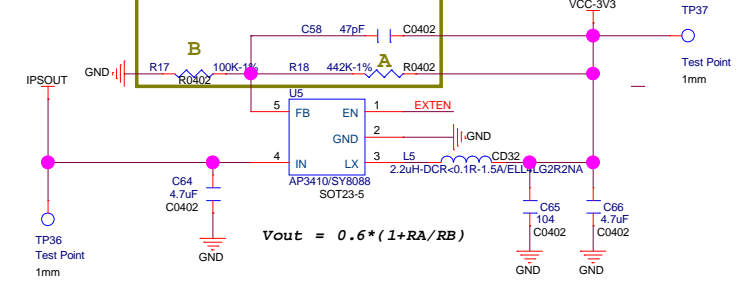 VCC-3V3
TP37
C58 47pF C0402
B
A
R17 100K-1% R18 442K-1% R0402
GND R0402
Test Point
1mm
IPSOUT
U5
5 FB EN 1 EXTEN
GND 2 GND
4 IN LX 3 L5 CD32
2.2uH-DCR<0.1R-1.5A/ELL4LG2R2NA
AP3410/SY8088
SOT23-5
C64
4.7uF
C0402
C65
104
C0402
C66
4.7uF
C0402
Vout = 0.6*(1+RA/RB)
TP36
Test Point
1mm
GND
GND
GND